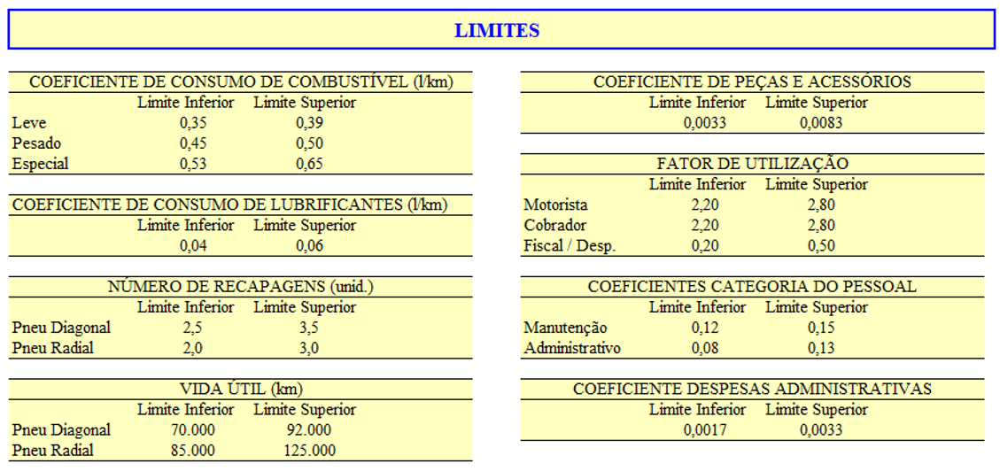 LIMITES
COEFICIENTE DE CONSUMO DE COMBUSTÍVEL (l/km)
Limite Inferior Limite Superior
Leve 0,35 0,39
Pesado 0,45 0,50
Especial 0,53 0,65
COEFICIENTE DE CONSUMO DE LUBRIFICANTES (l/km)
Limite Inferior Limite Superior
0,04 0,06
NÚMERO DE RECAPAGENS (unid.)
Limite Inferior Limite Superior
Pneu Diagonal 2,5 3,5
Pneu Radial 2,0 3,0
VIDA ÚTIL (km)
Limite Inferior Limite Superior
Pneu Diagonal 70.000 92.000
Pneu Radial 85.000 125.000
COEFICIENTE DE PEÇAS E ACESSÓRIOS
Limite Inferior Limite Superior
0,0033 0,0083
FATOR DE UTILIZAÇÃO
Limite Inferior Limite Superior
Motorista 2,20 2,80
Cobrador 2,20 2,80
Fiscal / Desp. 0,20 0,50
COEFICIENTES CATEGORIA DO PESSOAL
Limite Inferior Limite Superior
Manutenção 0,12 0,15
Administrativo 0,08 0,13
COEFICIENTE DESPESAS ADMINISTRATIVAS
Limite Inferior Limite Superior
0,0017 0,0033